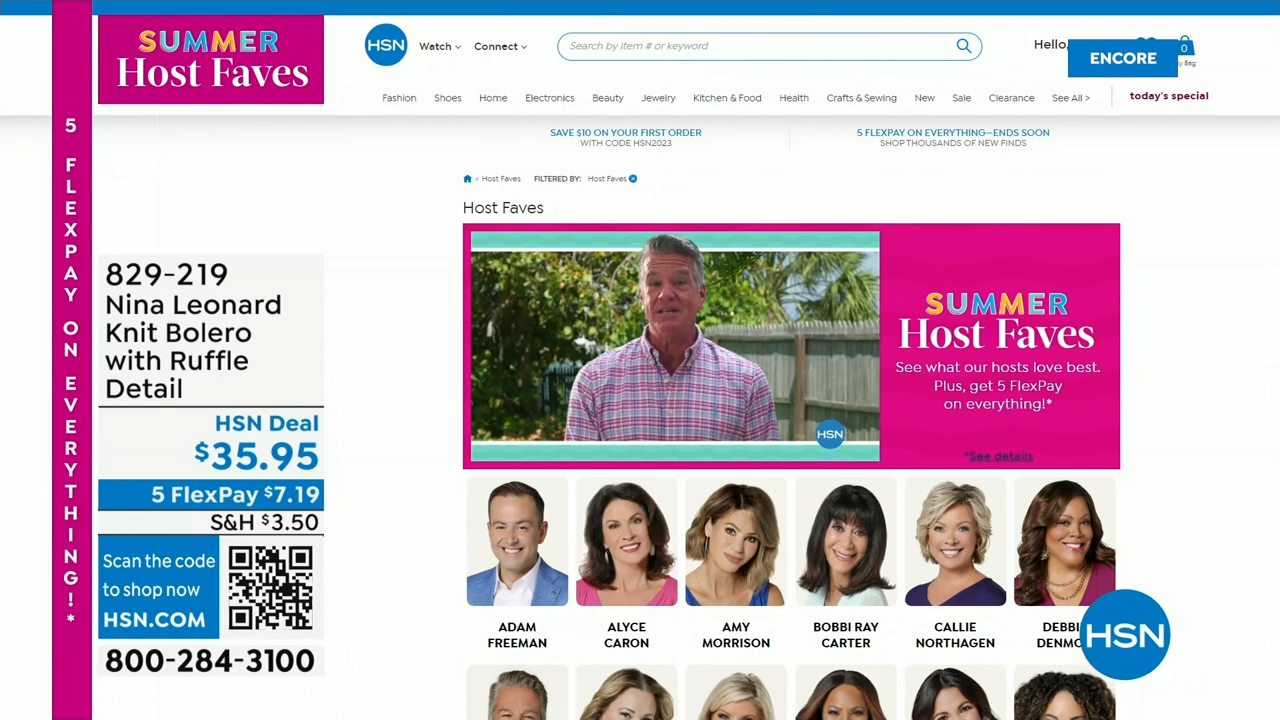 SUMMER
Host Faves
5 FLEXPAY ON EVERYTHING!*
829-219
Nina Leonard
Knit Bolero
with Ruffle
Detail
HSN Deal
$35.95
5 FlexPay $7.19
S&H $3.50
Scan the code
to shop now
HSN.COM
800-284-3100
HSN
Watch
Connect
Search by item # or keyword
Hello,
ENCORE
0
Bag
Fashion
Shoes
Home
Electronics
Beauty
Jewelry
Kitchen & Food
Health
Crafts & Sewing
New
Sale
Clearance
See All >
today's special
SAVE $10 ON YOUR FIRST ORDER
WITH CODE HSN2023
5 FLEXPAY ON EVERYTHING—ENDS SOON
SHOP THOUSANDS OF NEW FINDS
> Host Faves FILTERED BY: Host Faves
Host Faves
HSN
SUMMER
Host Faves
See what our hosts love best.
Plus, get 5 FlexPay
on everything!*
*See details
ADAM
FREEMAN
ALYCE
CARON
AMY
MORRISON
BOBBI RAY
CARTER
CALLIE
NORTHAGEN
HSN